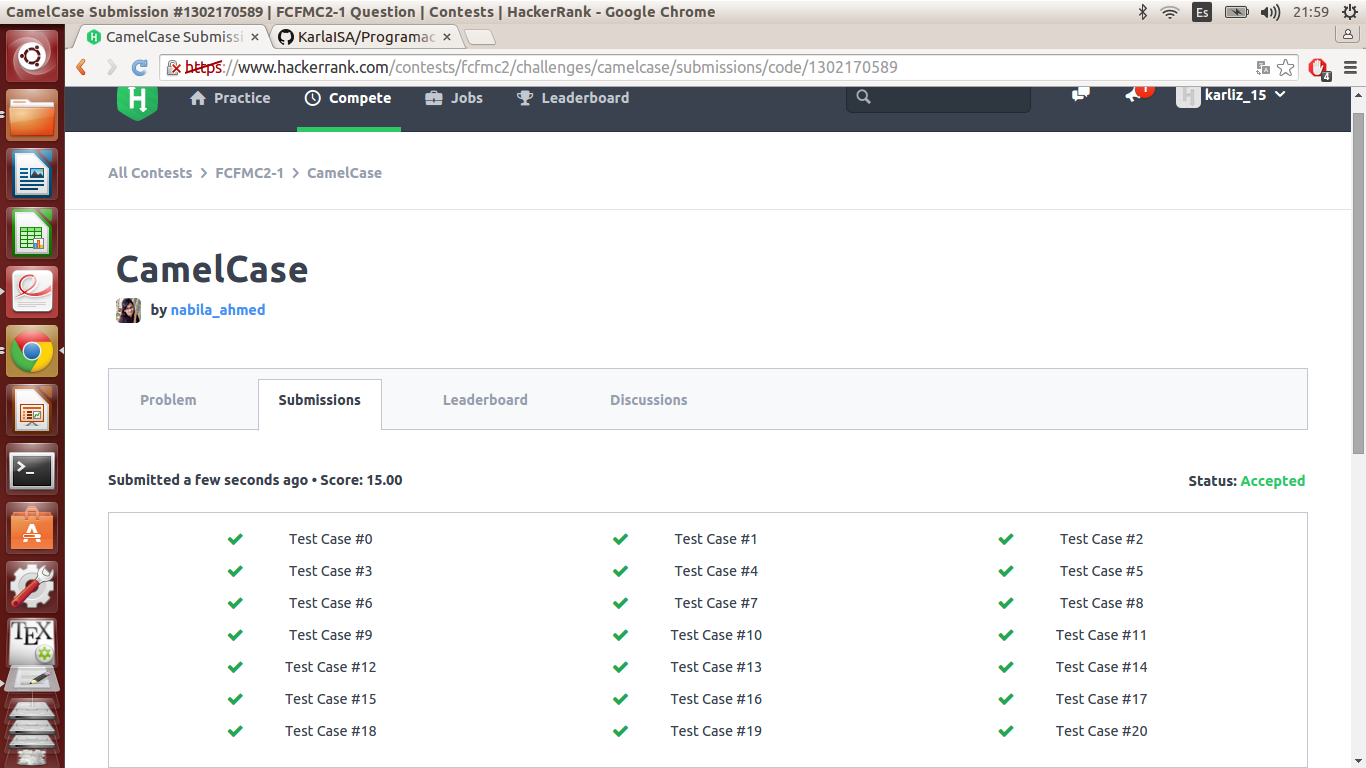 CamelCase Submission #1302170589 | FCFMC2-1 Question | Contests | HackerRank - Google Chrome
Es
21:59
CamelCase Submissi
KarlaISA/Programac
https://www.hackerrank.com/contests/fcfmc2/challenges/camelcase/submissions/code/1302170589
4
H
Practice
Compete
Jobs
Leaderboard
1
H
karliz_15
All Contests > FCFMC2-1 > CamelCase
CamelCase
by nabila_ahmed
Problem
Submissions
Leaderboard
Discussions
Submitted a few seconds ago • Score: 15.00
Status: Accepted
Test Case #0 Test Case #1 Test Case #2
Test Case #3 Test Case #4 Test Case #5
Test Case #6 Test Case #7 Test Case #8
Test Case #9 Test Case #10 Test Case #11
Test Case #12 Test Case #13 Test Case #14
Test Case #15 Test Case #16 Test Case #17
Test Case #18 Test Case #19 Test Case #20
>_
A
TEX